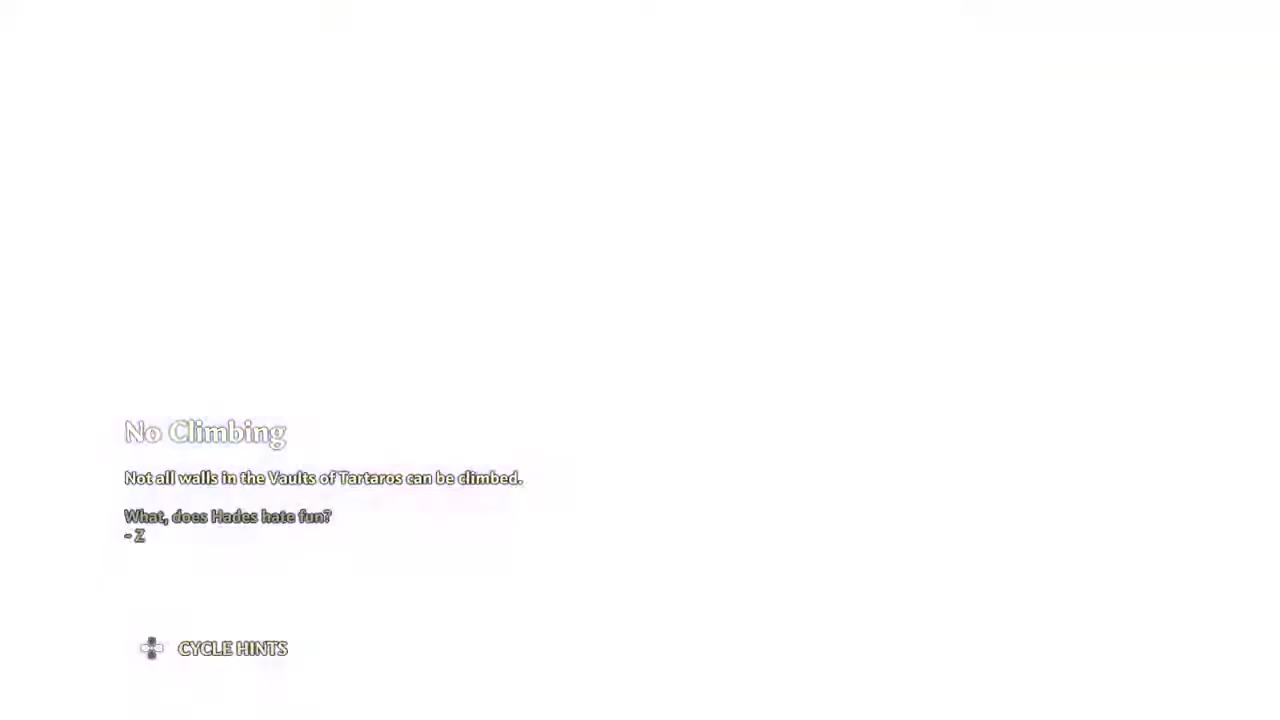 No Climbing
Not all walls in the Vaults of Tartaros can be climbed.
What, does Hades hate fun?
- Z
CYCLE HINTS